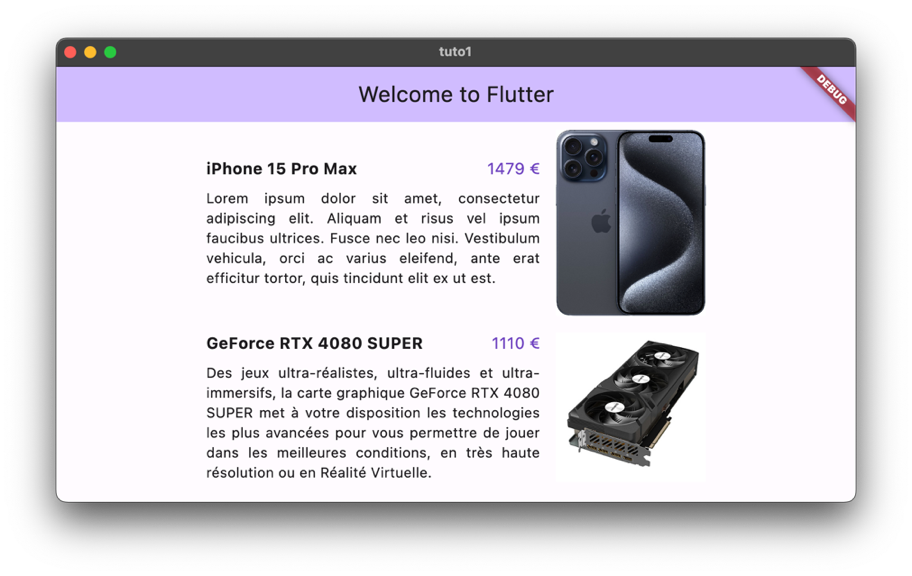 tuto1
Welcome to Flutter
DEBUG
iPhone 15 Pro Max
1479 €
Lorem ipsum dolor sit amet, consectetur
adipiscing elit. Aliquam et risus vel ipsum
faucibus ultrices. Fusce nec leo nisi. Vestibulum
vehicula, orci ac varius eleifend, ante erat
efficitur tortor, quis tincidunt elit ex ut est.
GeForce RTX 4080 SUPER
1110 €
Des jeux ultra-réalistes, ultra-fluides et ultra-
immersifs, la carte graphique GeForce RTX 4080
SUPER met à votre disposition les technologies
les plus avancées pour vous permettre de jouer
dans les meilleures conditions, en très haute
résolution ou en Réalité Virtuelle.